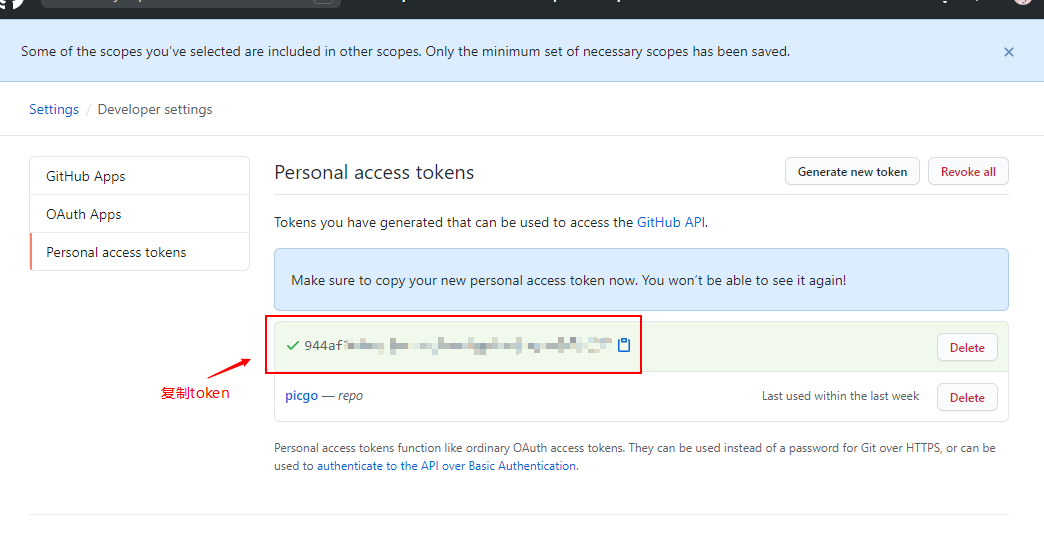 Some of the scopes you've selected are included in other scopes. Only the minimum set of necessary scopes has been saved.
Settings / Developer settings
GitHub Apps
OAuth Apps
Personal access tokens
Personal access tokens
Generate new token
Revoke all
Tokens you have generated that can be used to access the GitHub API.
Make sure to copy your new personal access token now. You won't be able to see it again!
944af
Delete
复制token
picgo — repo
Last used within the last week
Delete
Personal access tokens function like ordinary OAuth access tokens. They can be used instead of a password for Git over HTTPS, or can be
used to authenticate to the API over Basic Authentication.